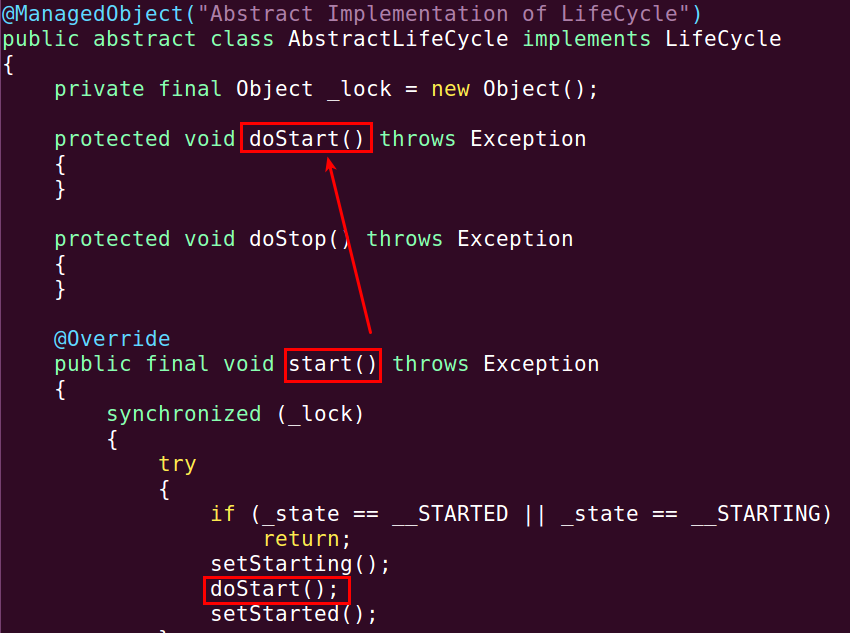 @ManagedObject("Abstract Implementation of LifeCycle")
public abstract class AbstractLifeCycle implements LifeCycle
{
    private final Object _lock = new Object();

    protected void doStart() throws Exception
    {
    }

    protected void doStop() throws Exception
    {
    }

    @Override
    public final void start() throws Exception
    {
        synchronized (_lock)
        {
            try
            {
                if (_state == __STARTED || _state == __STARTING)
                    return;
                setStarting();
                doStart();
                setStarted();
            }